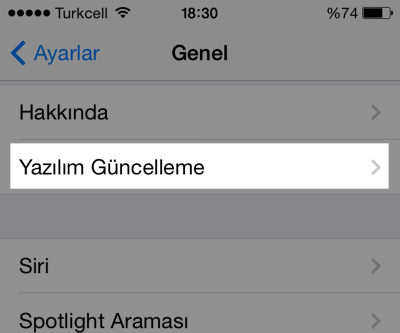 Turkcell 18:30 %74
Ayarlar Genel
Hakkında
Yazılım Güncelleme
Siri
Spotlight Araması